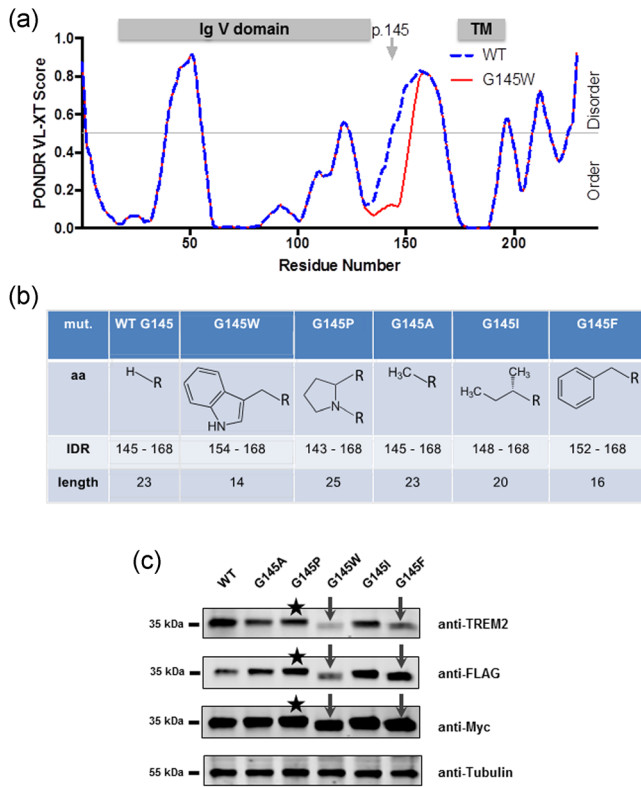 (a)
Ig V domain
p.145
TM
WT
G145W
PONDR VL-XT Score
1.0
0.8
0.6
0.4
0.2
0.0
50
100
150
200
Residue Number
Disorder
Order
(b)
mut. WT G145 G145W G145P G145A G145I G145F
aa H R R NH R N R H3C R CH3 H3C R R
IDR 145 - 168 154 - 168 143 - 168 145 - 168 148 - 168 152 - 168
length 23 14 25 23 20 16
(c)
WT G145A G145P G145W G145I G145F
35 kDa anti-TREM2
35 kDa anti-FLAG
35 kDa anti-Myc
55 kDa anti-Tubulin